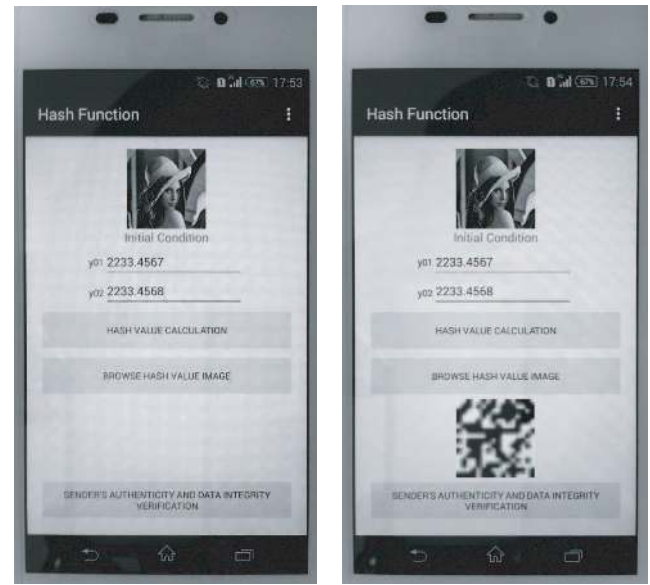 67% 17:53
Hash Function
Initial Condition
y01 2233.4567
y02 2233.4568
HASH VALUE CALCULATION
BROWSE HASH VALUE IMAGE
SENDER'S AUTHENTICITY AND DATA INTEGRITY
VERIFICATION
67% 17:54
Hash Function
Initial Condition
y01 2233.4567
y02 2233.4568
HASH VALUE CALCULATION
BROWSE HASH VALUE IMAGE
SENDER'S AUTHENTICITY AND DATA INTEGRITY
VERIFICATION